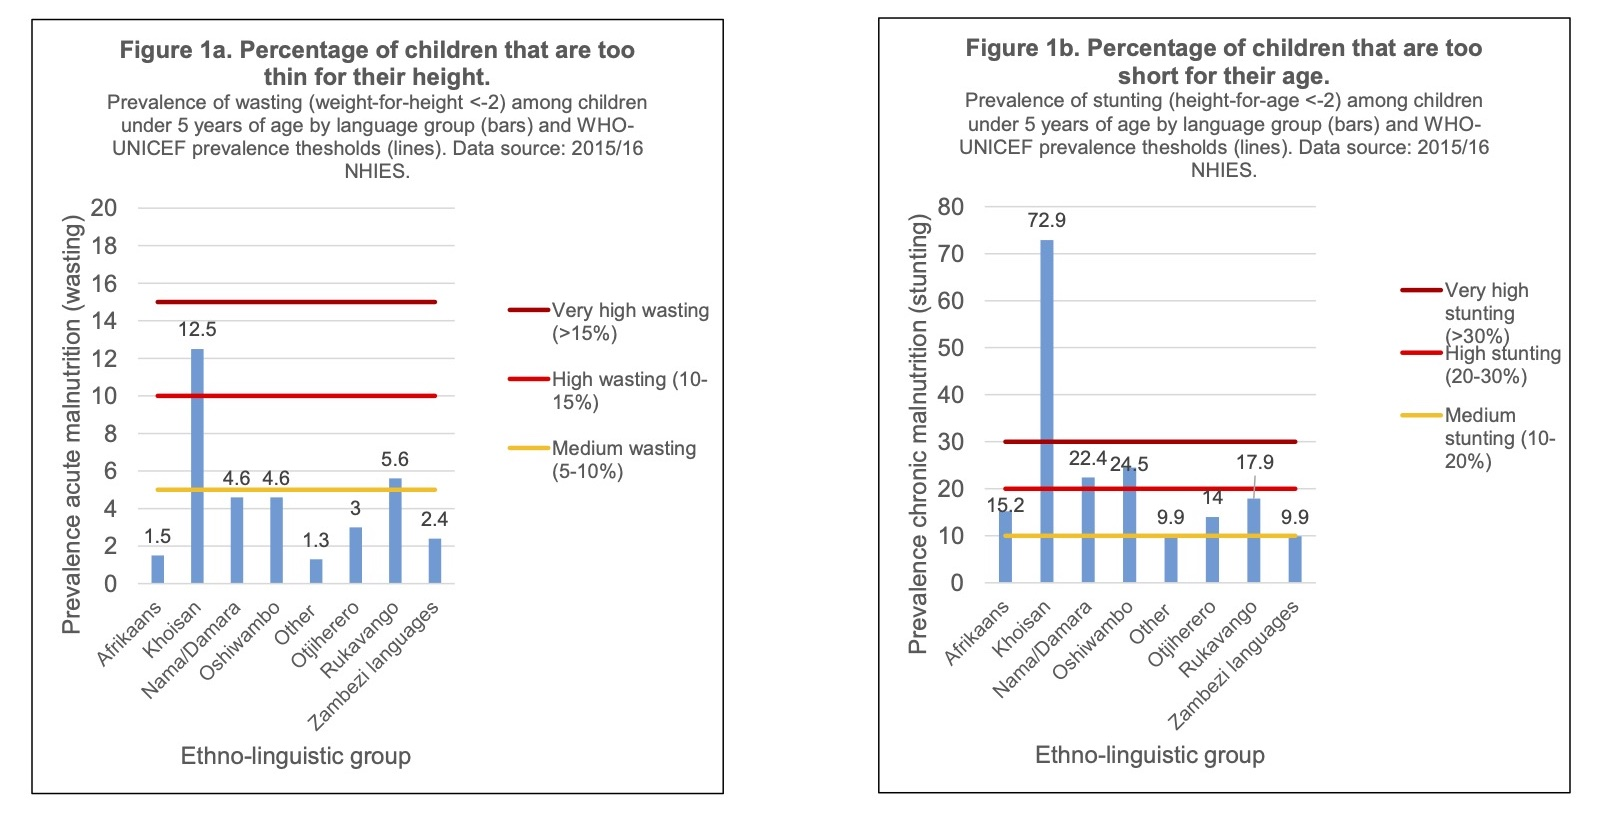 Figure 1a. Percentage of children that are too
thin for their height.
Prevalence of wasting (weight-for-height <-2) among children
under 5 years of age by language group (bars) and WHO-
UNICEF prevalence thesholds (lines). Data source: 2015/16
NHIES.
Prevalence acute malnutrition (wasting)
20
18
16
14
12
10
8
6
4
2
0
1.5
12.5
4.6
4.6
1.3
3
5.6
2.4
Afrikaans
Khoisan
Nama/Damara
Oshiwambo
Other
Otjiherero
Rukavango
Zambezi languages
Ethno-linguistic group
Very high wasting
(>15%)
High wasting (10-
15%)
Medium wasting
(5-10%)
Figure 1b. Percentage of children that are too
short for their age.
Prevalence of stunting (height-for-age <-2) among children
under 5 years of age by language group (bars) and WHO-
UNICEF prevalence thesholds (lines). Data source: 2015/16
NHIES.
Prevalence chronic malnutrition (stunting)
80
70
60
50
40
30
20
10
0
15.2
72.9
22.4
24.5
9.9
14
17.9
9.9
Afrikaans
Khoisan
Nama/Damara
Oshiwambo
Other
Otjiherero
Rukavango
Zambezi languages
Ethno-linguistic group
Very high
stunting
(>30%)
High stunting
(20-30%)
Medium
stunting (10-
20%)